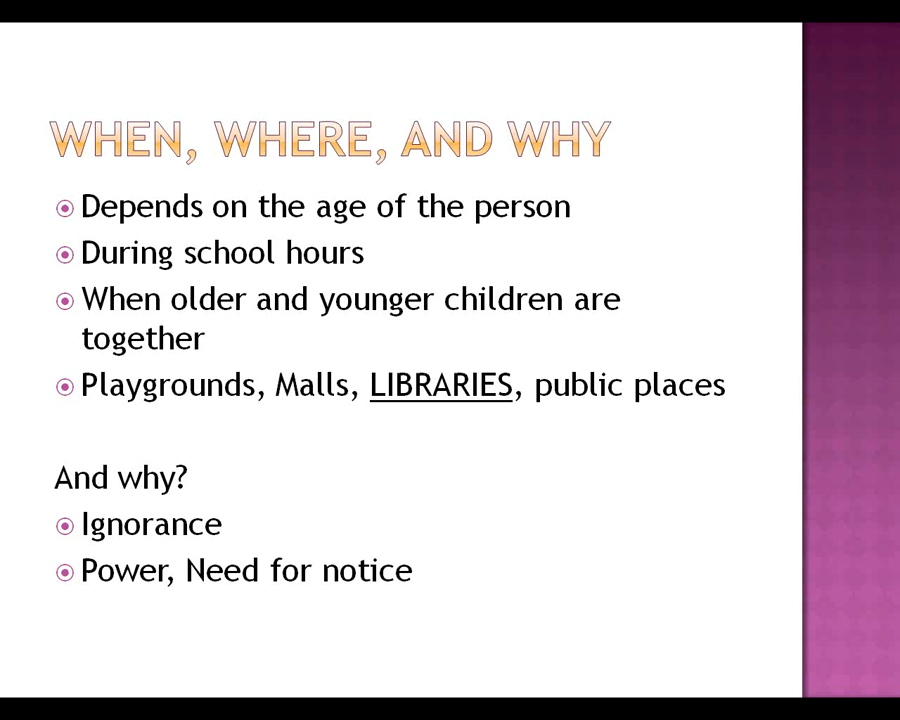 WHEN, WHERE, AND WHY
Depends on the age of the person
During school hours
When older and younger children are
together
Playgrounds, Malls, LIBRARIES, public places
And why?
Ignorance
Power, Need for notice